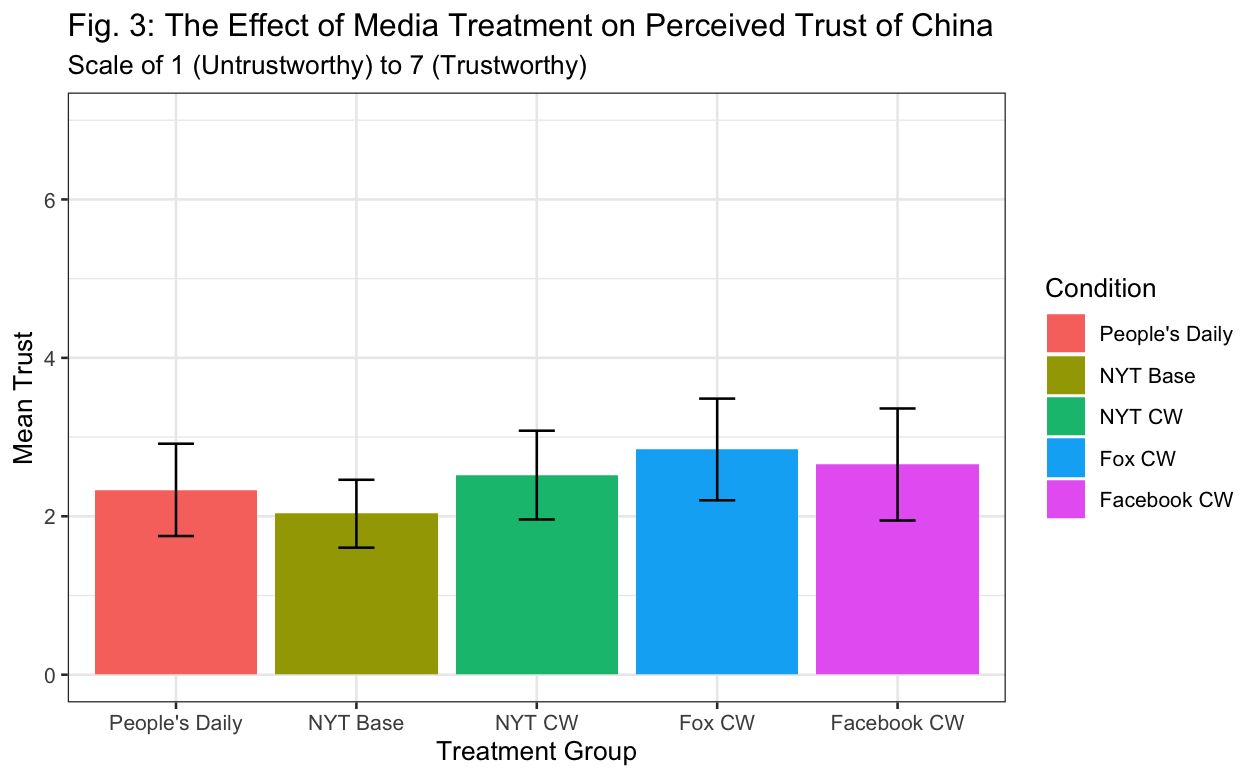 Fig. 3: The Effect of Media Treatment on Perceived Trust of China
Scale of 1 (Untrustworthy) to 7 (Trustworthy)
Mean Trust
6
4
2
0
People's Daily
NYT Base
NYT CW
Fox CW
Facebook CW
Treatment Group
Condition
People's Daily
NYT Base
NYT CW
Fox CW
Facebook CW